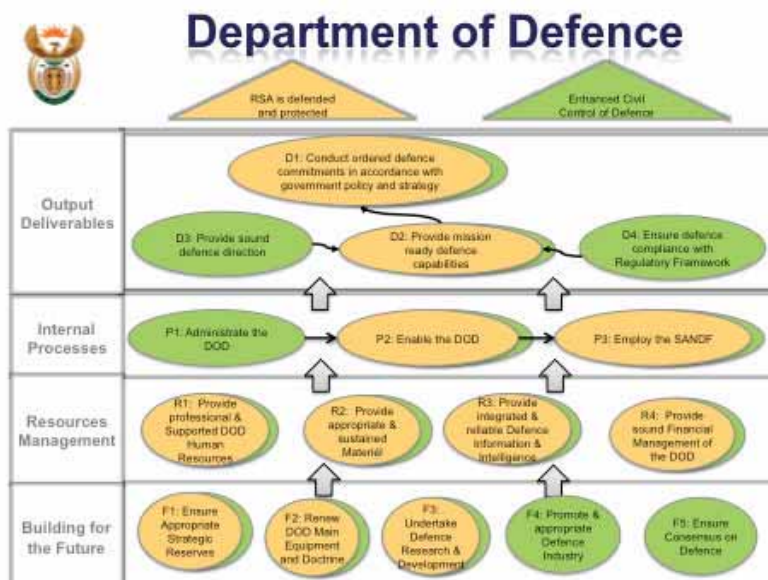 Department of Defence
RSA is defended
and protected
Enhanced Civil
Control of Defence
Output
Deliverables
D1: Conduct ordered defence
commitments in accordance with
government policy and strategy
D3: Provide sound
defence direction
D2: Provide mission
ready defence
capabilities
D4: Ensure defence
compliance with
Regulatory Framework
Internal
Processes
P1: Administrate the
DOD
P2: Enable the DOD
P3: Employ the SANDF
Resources
Management
R1: Provide
professional &
Supported DOD
Human
Resources
R2: Provide
appropriate &
sustained
Materiél
R3: Provide
integrated &
reliable Defence
Information &
Intelligence
R4: Provide
sound Financial
Management of
the DOD
Building for
the Future
F1: Ensure
Appropriate
Strategic
Reserves
F2: Renew
DOD Main
Equipment
and Doctrine
F3:
Undertake
Defence
Research &
Development
F4: Promote &
appropriate
Defence
Industry
F5: Ensure
Consensus on
Defence